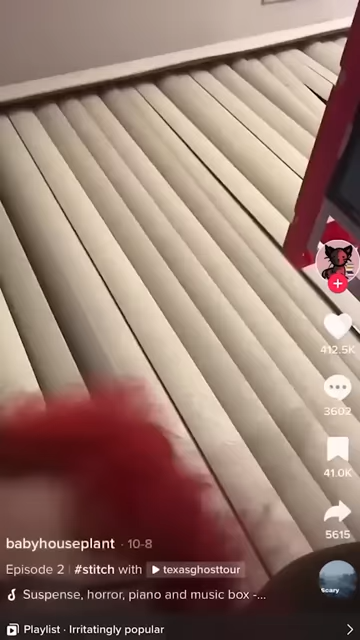 412.5K
3602
41.0K
5615
babyhouseplant · 10-8
Episode 2 | #stitch with ▶ texasghosttour
Suspense, horror, piano and music box -...
Scary
Playlist · Irritatingly popular